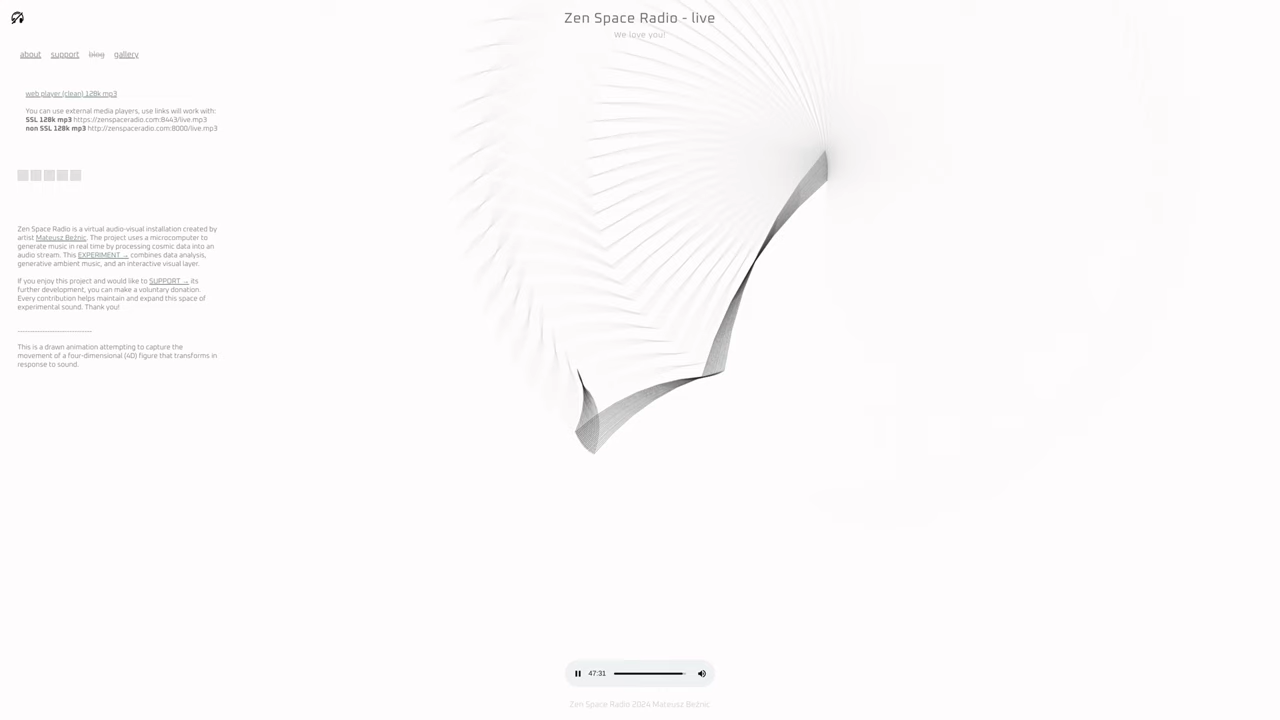 Zen Space Radio - live
We love you!
about support blog gallery
web player (clean) 128k mp3
You can use external media players, use links will work with:
SSL 128k mp3 https://zenspaceradio.com:8443/live.mp3
non SSL 128k mp3 http://zenspaceradio.com:8000/live.mp3
Zen Space Radio is a virtual audio-visual installation created by
artist Mateusz Beźnic. The project uses a microcomputer to
generate music in real time by processing cosmic data into an
audio stream. This EXPERIMENT → combines data analysis,
generative ambient music, and an interactive visual layer.
If you enjoy this project and would like to SUPPORT → its
further development, you can make a voluntary donation.
Every contribution helps maintain and expand this space of
experimental sound. Thank you!
This is a drawn animation attempting to capture the
movement of a four-dimensional (4D) figure that transforms in
response to sound.
47:31
Zen Space Radio 2024 Mateusz Beźnic